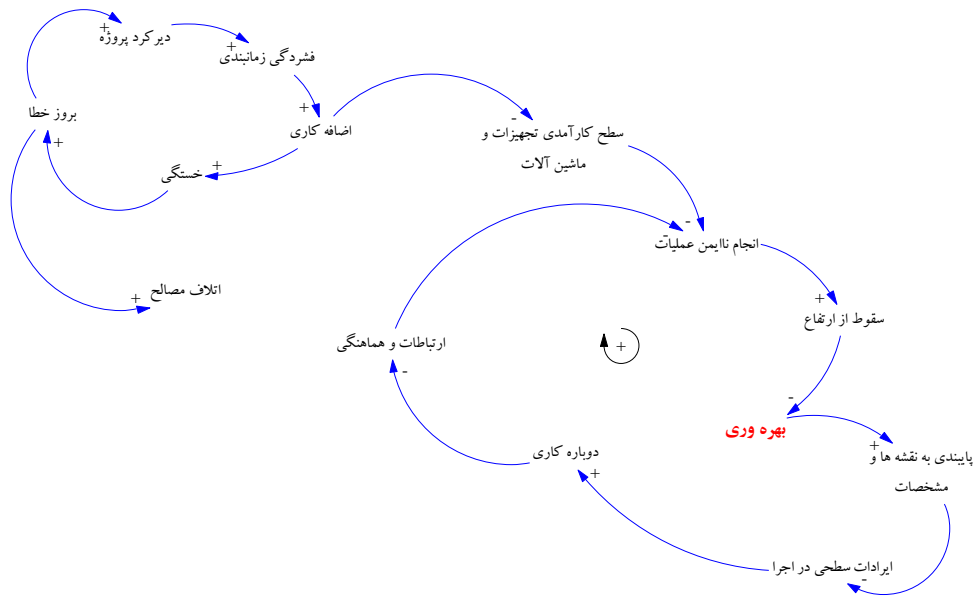 دیرکرد پروژه
+
فشردگی زمانبندی
+
بروز خطا
+
اضافه کاری
+
سطح کارآمدی تجهیزات و
ماشین آلات
-
خستگی
+
انجام ناایمن عملیات
-
-
اتلاف مصالح
+
سقوط از ارتفاع
+
ارتباطات و هماهنگی
-
+
بهره وری
-
پایبندی به نقشه ها و
مشخصات
+
دوباره کاری
+
ایرادات سطحی در اجرا
-